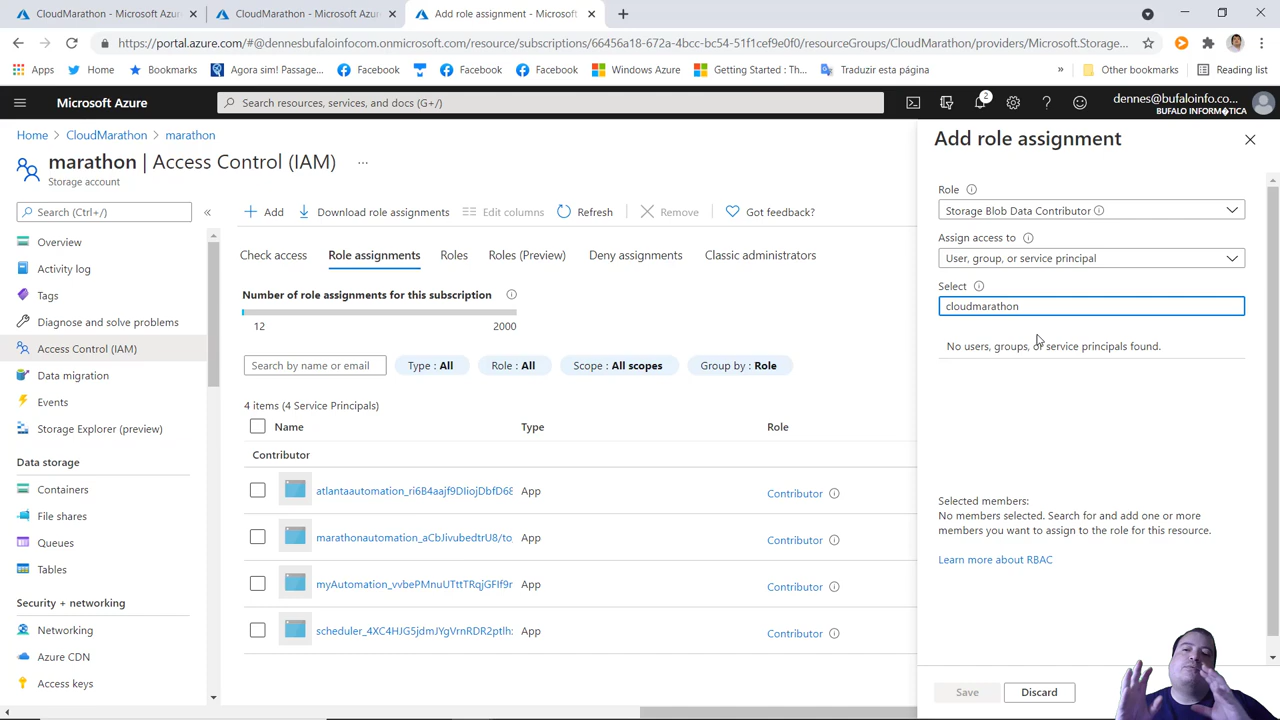 CloudMarathon - Microsoft Azure
CloudMarathon - Microsoft Azure
Add role assignment - Microsoft
https://portal.azure.com/#@dennesbufaloinfocom.onmicrosoft.com/resource/subscriptions/66456a18-672a-4bcc-bc54-51f1cef9e0f0/resourceGroups/CloudMarathon/providers/Microsoft.Storage...
Apps
Home
Bookmarks
Agora sim! Passage...
Facebook
Facebook
Facebook
Windows Azure
Getting Started : Th...
Traduzir esta página
»
Other bookmarks
Reading list
Microsoft Azure
Search resources, services, and docs (G+/)
2
dennes@bufaloinfo.co...
BUFALO INFORM�TICA
Home > CloudMarathon > marathon
marathon | Access Control (IAM) ...
Storage account
Search (Ctrl+/)
«
Overview
Activity log
Tags
Diagnose and solve problems
Access Control (IAM)
Data migration
Events
Storage Explorer (preview)
Data storage
Containers
File shares
Queues
Tables
Security + networking
Networking
Azure CDN
Access keys
Add
Download role assignments
Edit columns
Refresh
Remove
Got feedback?
Check access
Role assignments
Roles
Roles (Preview)
Deny assignments
Classic administrators
Number of role assignments for this subscription
12
2000
Search by name or email
Type : All
Role : All
Scope : All scopes
Group by : Role
4 items (4 Service Principals)
Name
Type
Role
Contributor
atlantaautomation_ri6B4aajf9DIiojDbfD68
App
Contributor
marathonautomation_aCbJivubedtrU8/to
App
Contributor
myAutomation_vvbePMnuUTttTRqjGFIf9r
App
Contributor
scheduler_4XC4HJG5jdmJYgVrnRDR2ptlh:
App
Contributor
Add role assignment
Role
Storage Blob Data Contributor
Assign access to
User, group, or service principal
Select
cloudmarathon
No users, groups, or service principals found.
Selected members:
No members selected. Search for and add one or more
members you want to assign to the role for this resource.
Learn more about RBAC
Save
Discard